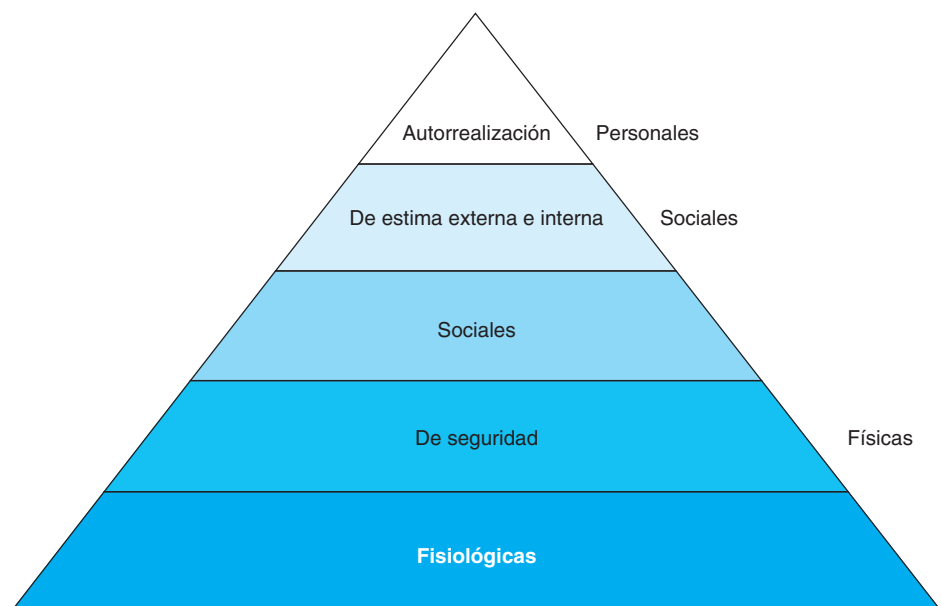 Autorrealización Personales
De estima externa e interna Sociales
Sociales
De seguridad Físicas
Fisiológicas